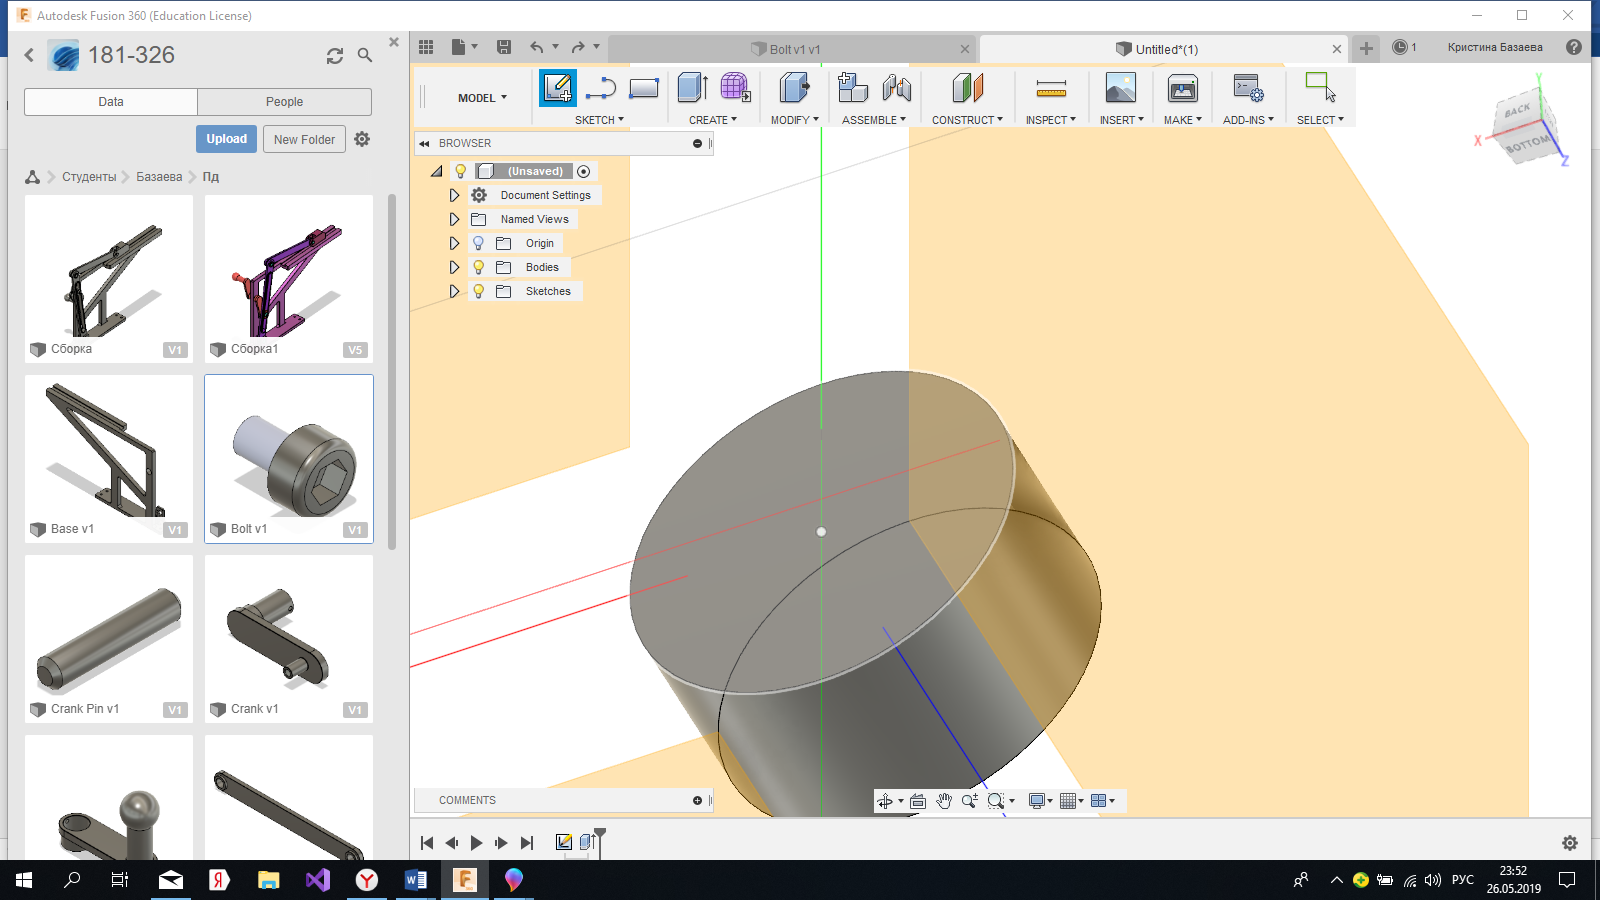 Autodesk Fusion 360 (Education License)
181-326
Data
People
Upload
New Folder
Студенты
Базаева
Пд
Сборка
V1
Сборка1
V5
Base v1
V1
Bolt v1
V1
Crank Pin v1
V1
Crank v1
V1
Bolt v1 v1
Untitled*(1)
1
Кристина Базаева
MODEL
SKETCH
CREATE
MODIFY
ASSEMBLE
CONSTRUCT
INSPECT
INSERT
MAKE
ADD-INS
SELECT
BROWSER
(Unsaved)
Document Settings
Named Views
Origin
Bodies
Sketches
Y
X
Z
BACK
BOTTOM
COMMENTS
РУС
23:52
26.05.2019